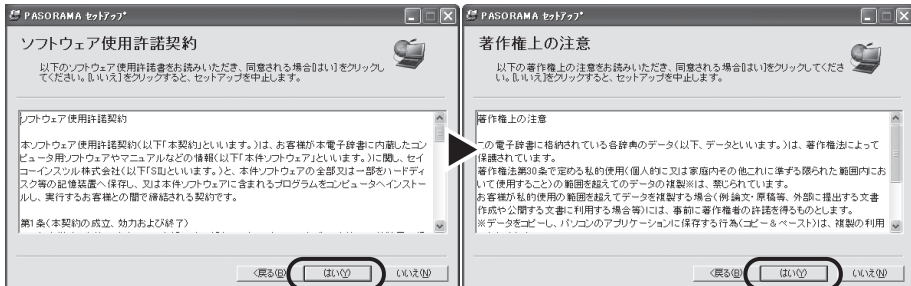 PASORAMA セットアップ
ソフトウェア使用許諾契約
以下のソフトウェア使用許諾書をお読みいただき、同意される場合[はい]をクリックし
てください。[いいえ]をクリックすると、セットアップを中止します。
ソフトウェア使用許諾契約
本ソフトウェア使用許諾契約(以下「本契約」といいます。)は、お客様が本電子辞書に内蔵したコン
ピュータ用ソフトウェアやマニュアルなどの情報(以下「本件ソフトウェア」といいます。)に関し、セイ
コーインスツル株式会社(以下「SII」といいます。)と、本件ソフトウェアの全部又は一部をハードディ
スク等の記憶装置へ保存し、又は本件ソフトウェアに含まれるプログラムをコンピュータへインストー
ルし、実行するお客様との間で締結される契約です。
第1条(本契約の成立、効力および終了)
<戻る(B)
はい(Y)
いいえ(N)
PASORAMA セットアップ
著作権上の注意
以下の著作権上の注意をお読みいただき、同意される場合[はい]をクリックしてくださ
い。[いいえ]をクリックすると、セットアップを中止します。
著作権上の注意
この電子辞書に格納されている各辞典のデータ(以下、データといいます。)は、著作権法によって
保護されています。
著作権法第30条で定める私的使用(個人的に又は家庭内その他これに準ずる限られた範囲内にお
いて使用すること)の範囲を超えてのデータの複製※は、禁じられています。
お客様が私的使用の範囲を超えてデータを複製する場合(例:論文・原稿等、外部に提出する文書
作成や公開する文書に利用する場合等)には、事前に著作権者の許諾を得るものとします。
※データをコピーし、パソコンのアプリケーションに保存する行為(コピー&ペースト)は、複製の利用
<戻る(B)
はい(Y)
いいえ(N)